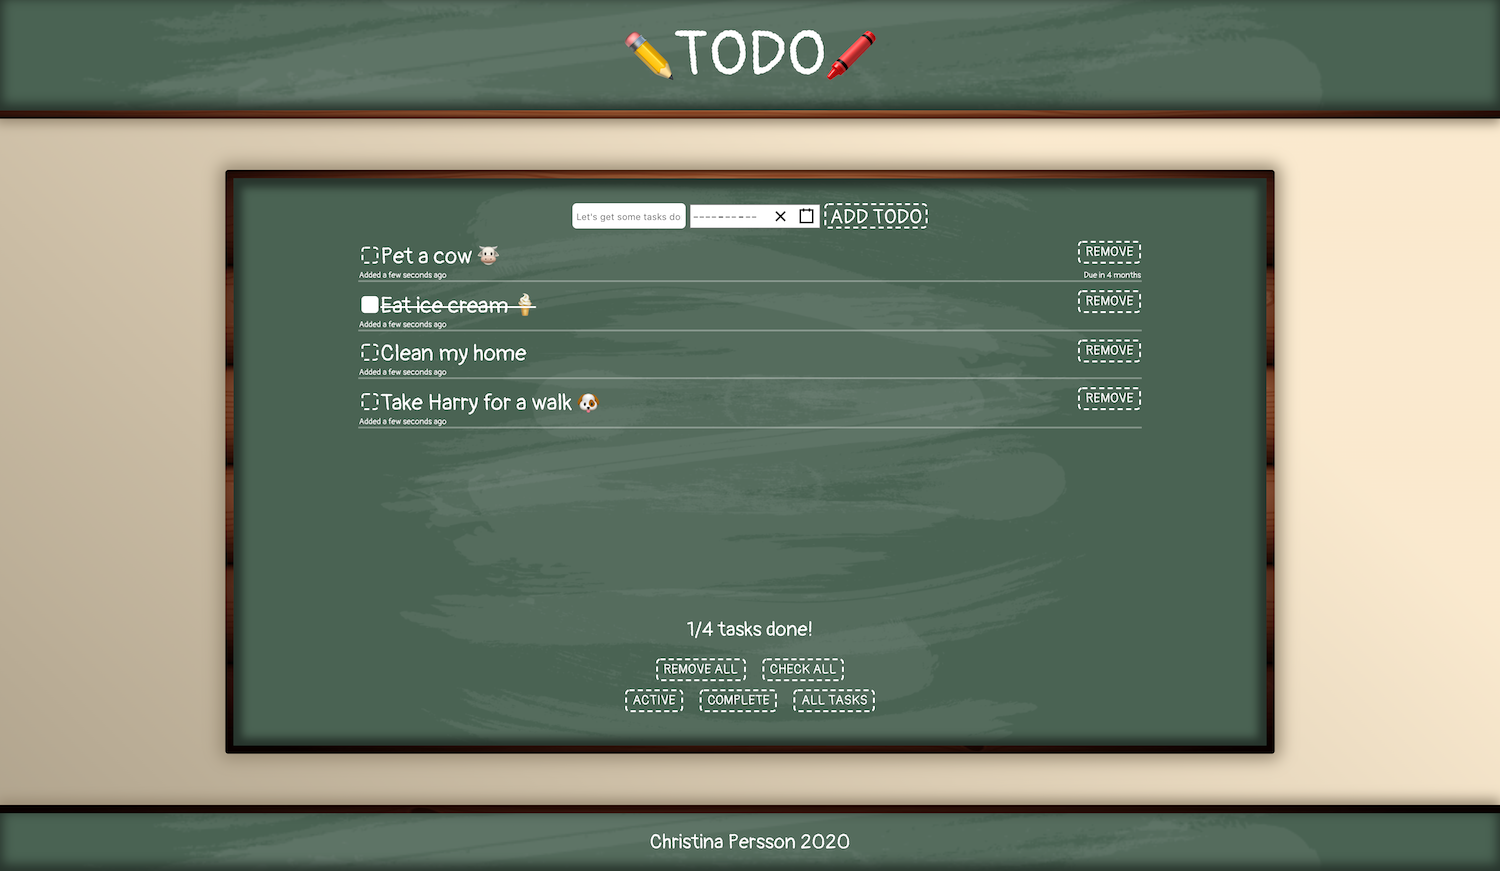 ✏️TODO🖍️
Let's get some tasks do ----------  ADD TODO
Pet a cow 🐮 REMOVE
Added a few seconds ago Due in 4 months
Eat ice cream 🍦 REMOVE
Added a few seconds ago
Clean my home REMOVE
Added a few seconds ago
Take Harry for a walk 🐶 REMOVE
Added a few seconds ago
1/4 tasks done!
REMOVE ALL CHECK ALL
ACTIVE COMPLETE ALL TASKS
Christina Persson 2020